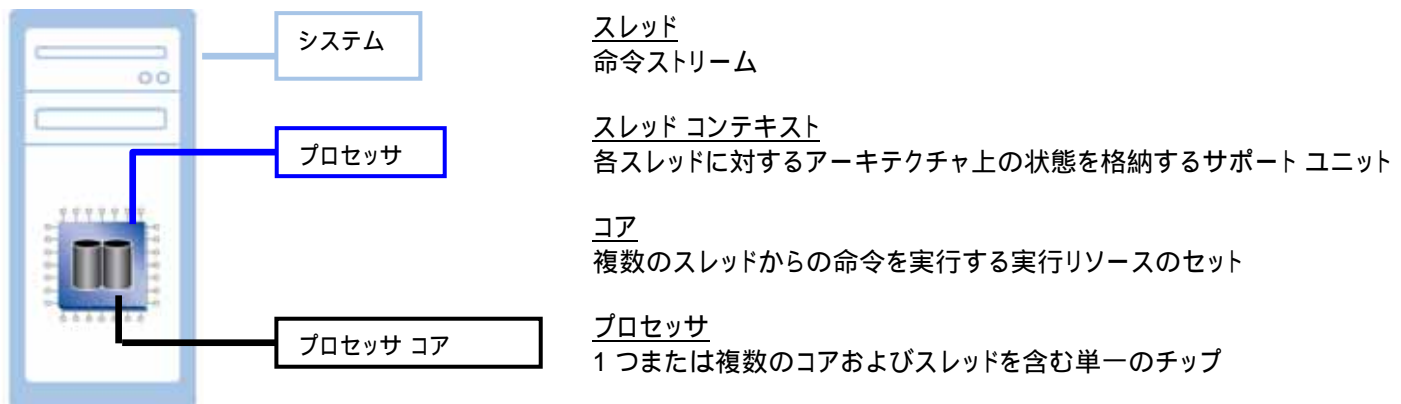 システム
プロセッサ
プロセッサ コア
スレッド
命令ストリーム
スレッド コンテキスト
各スレッドに対するアーキテクチャ上の状態を格納するサポート ユニット
コア
複数のスレッドからの命令を実行する実行リソースのセット
プロセッサ
1 つまたは複数のコアおよびスレッドを含む単一のチップ